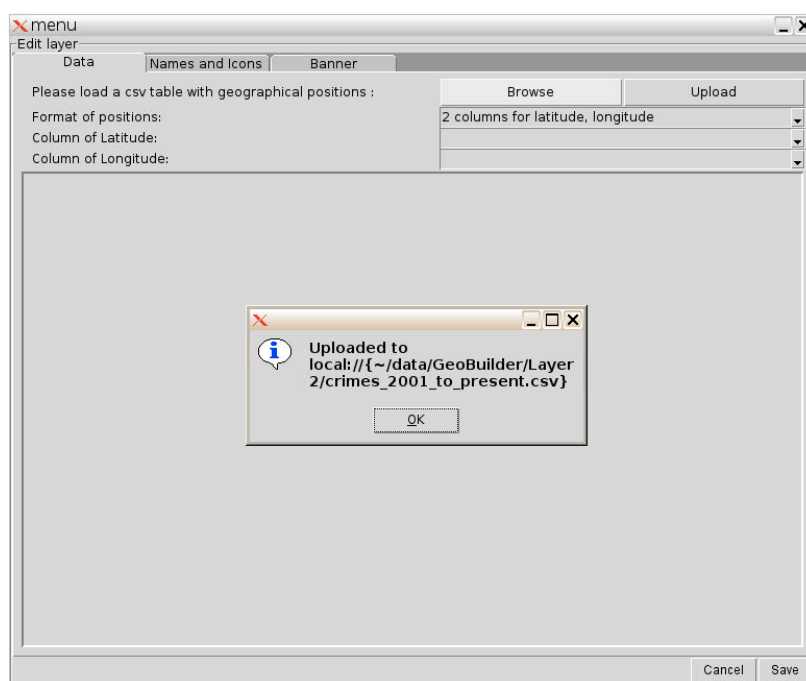 menu
Edit layer
Data Names and Icons Banner
Please load a csv table with geographical positions : Browse Upload
Format of positions: 2 columns for latitude, longitude
Column of Latitude:
Column of Longitude:
Uploaded to
local://{~/data/GeoBuilder/Layer
2/crimes_2001_to_present.csv}
OK
Cancel Save